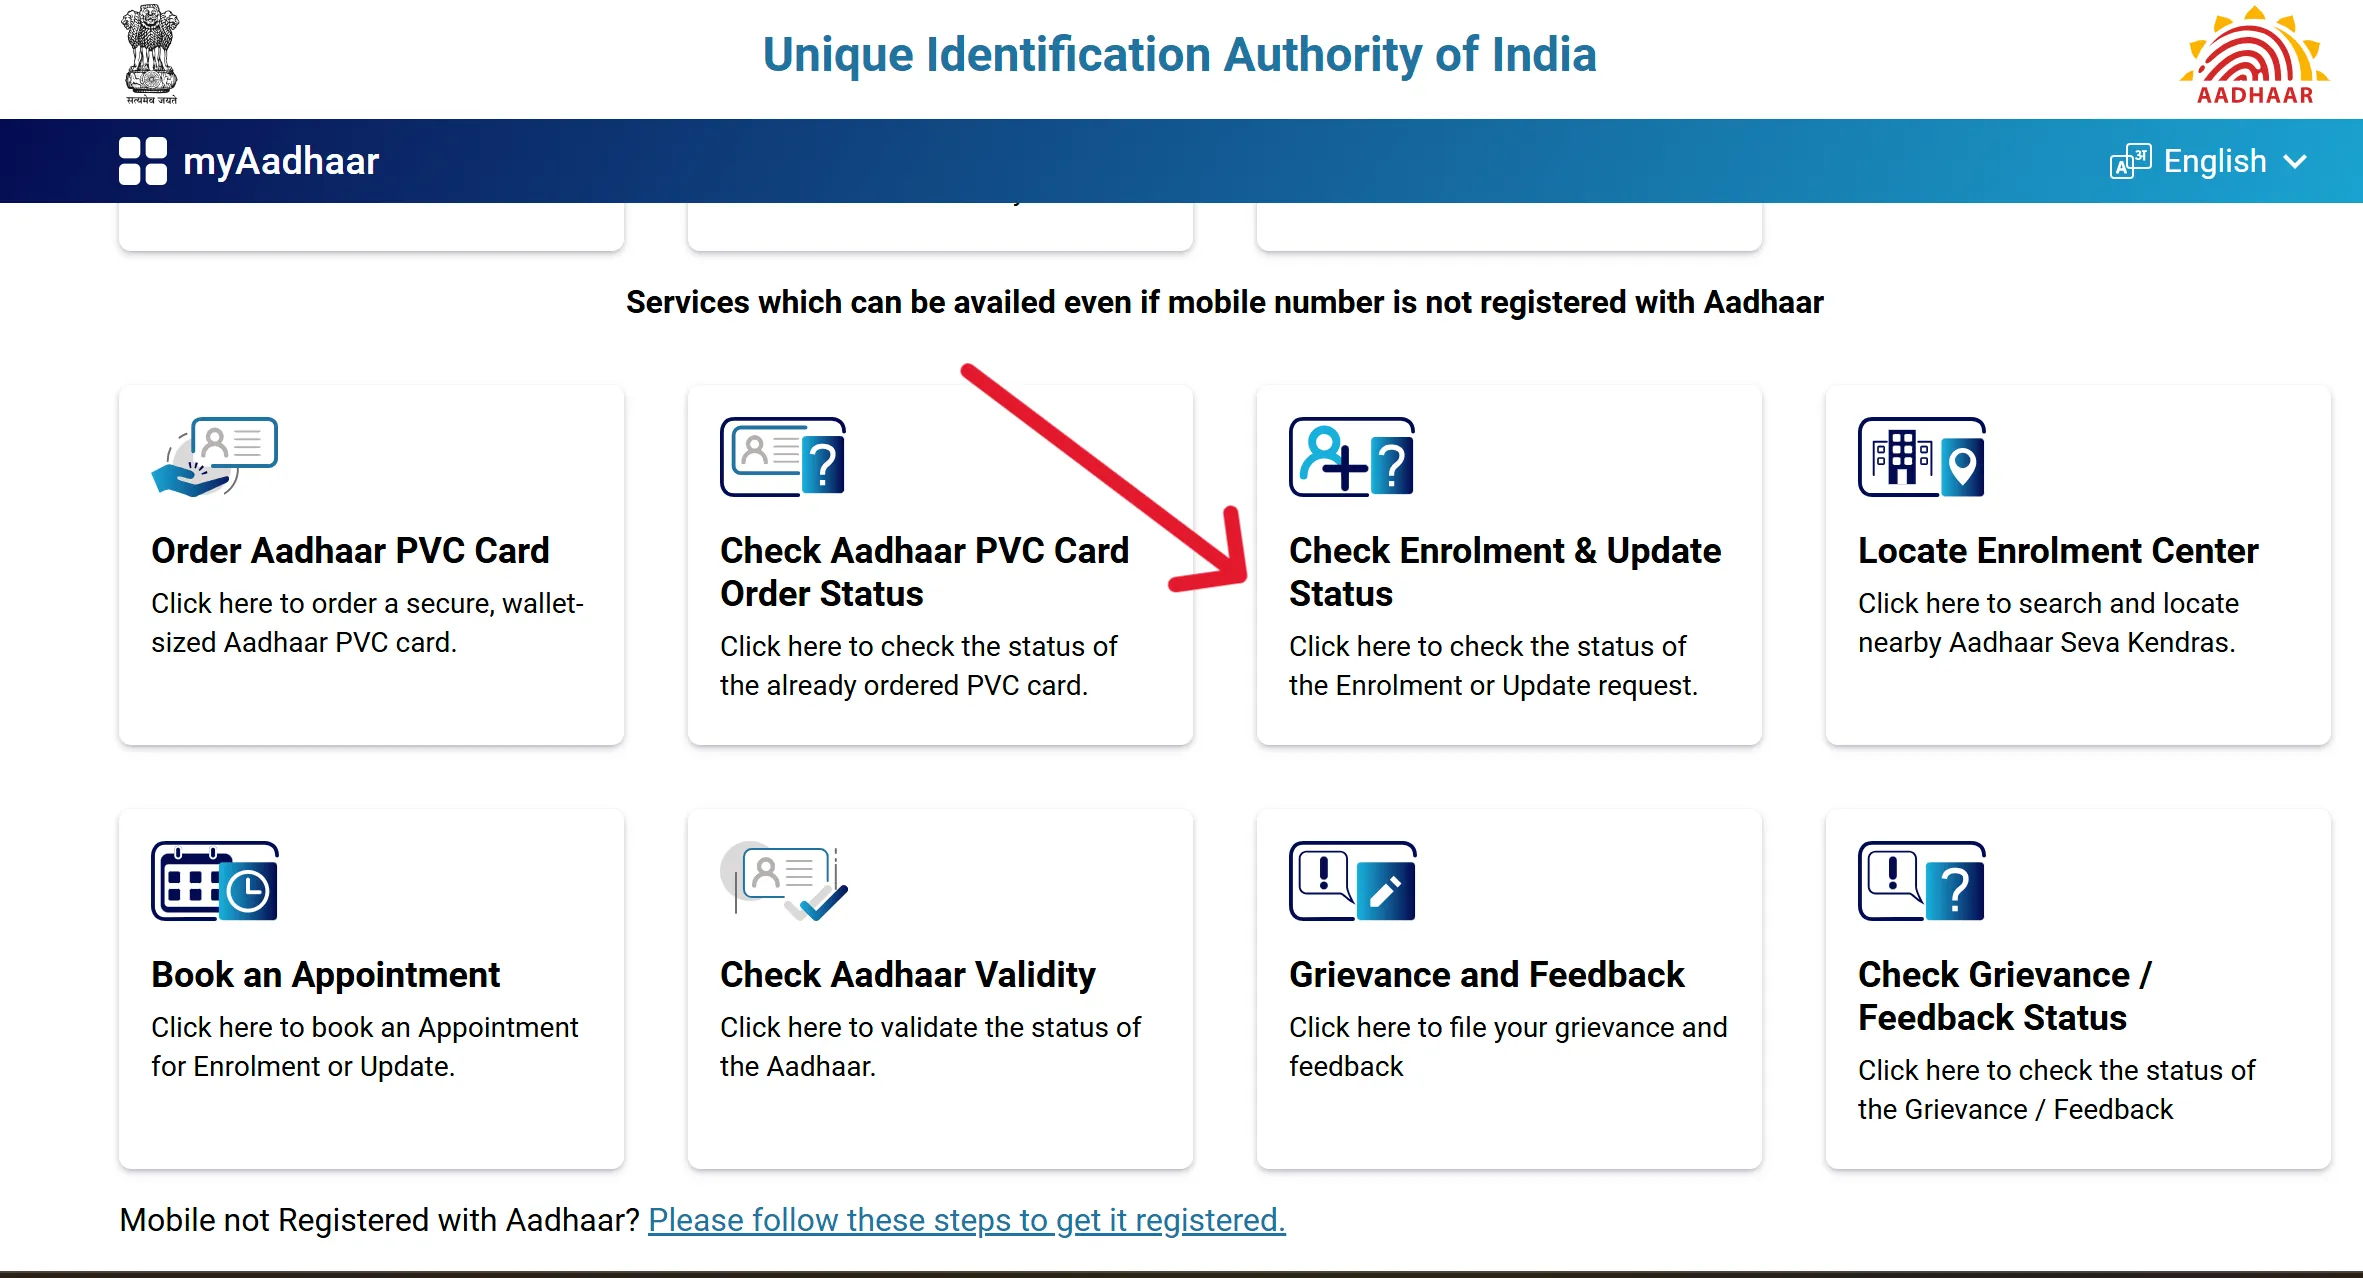 सत्यमेव जयते
Unique Identification Authority of India
AADHAAR
myAadhaar
A अ English
Services which can be availed even if mobile number is not registered with Aadhaar
Order Aadhaar PVC Card
Click here to order a secure, wallet-
sized Aadhaar PVC card.
?
Check Aadhaar PVC Card
Order Status
Click here to check the status of
the already ordered PVC card.
?
Check Enrolment & Update
Status
Click here to check the status of
the Enrolment or Update request.
Locate Enrolment Center
Click here to search and locate
nearby Aadhaar Seva Kendras.
Book an Appointment
Click here to book an Appointment
for Enrolment or Update.
Check Aadhaar Validity
Click here to validate the status of
the Aadhaar.
!
Grievance and Feedback
Click here to file your grievance and
feedback
! ?
Check Grievance /
Feedback Status
Click here to check the status of
the Grievance / Feedback
Mobile not Registered with Aadhaar? Please follow these steps to get it registered.